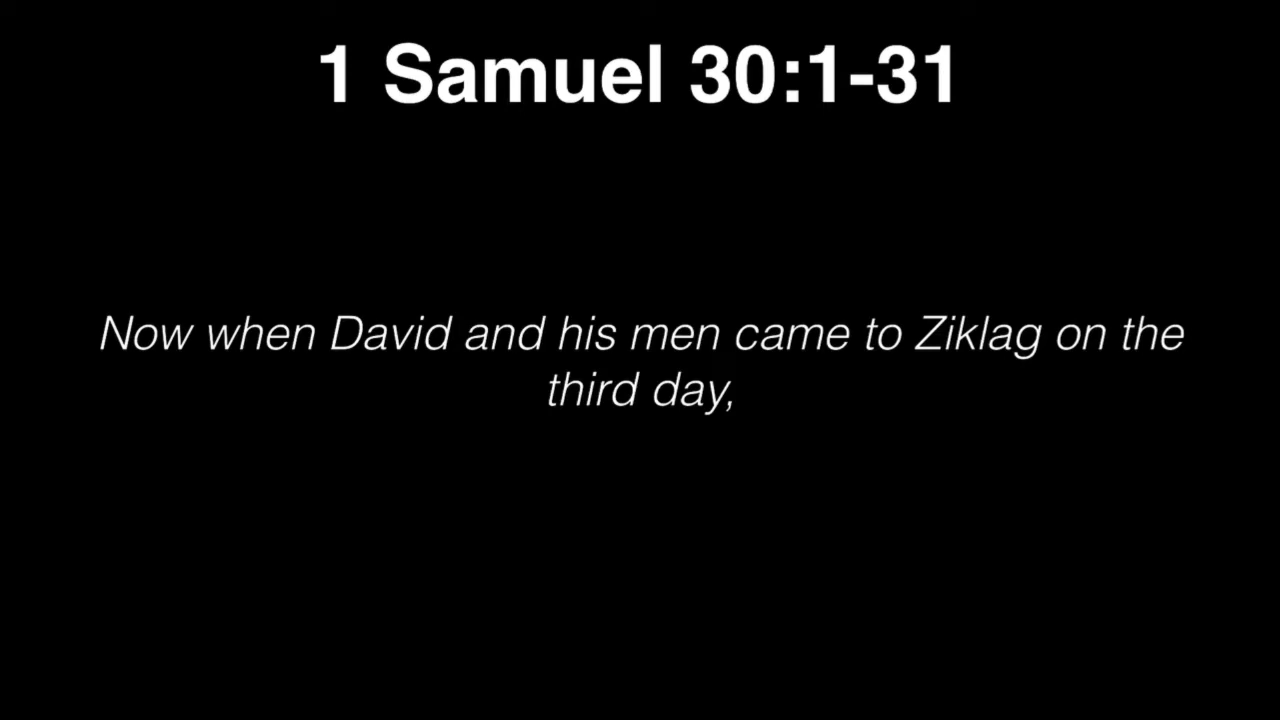 1 Samuel 30:1-31
Now when David and his men came to Ziklag on the
third day,